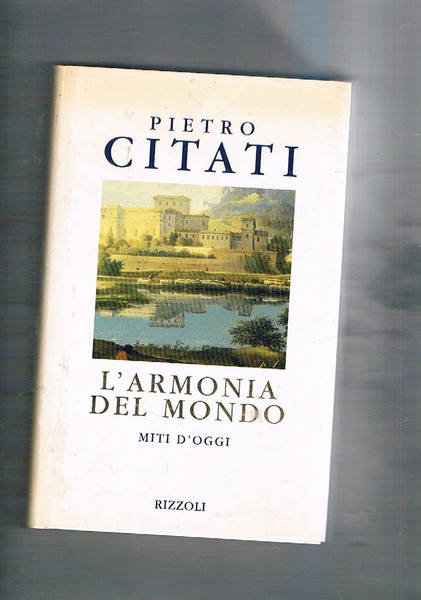 PIETRO
CITATI
L'ARMONIA
DEL MONDO
MITI D'OGGI
RIZZOLI